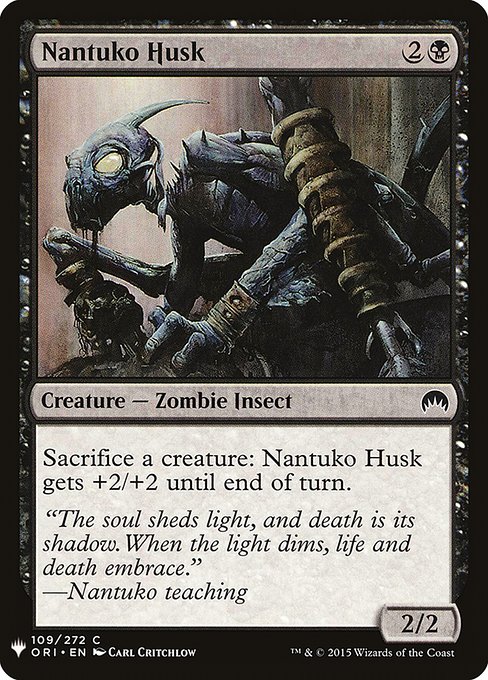 Nantuko Husk 2
Creature — Zombie Insect
Sacrifice a creature: Nantuko Husk
gets +2/+2 until end of turn.
“The soul sheds light, and death is its
shadow. When the light dims, life and
death embrace.”
—Nantuko teaching
2/2
109/272 C
ORI • EN Carl Critchlow
™ & © 2015 Wizards of the Coast